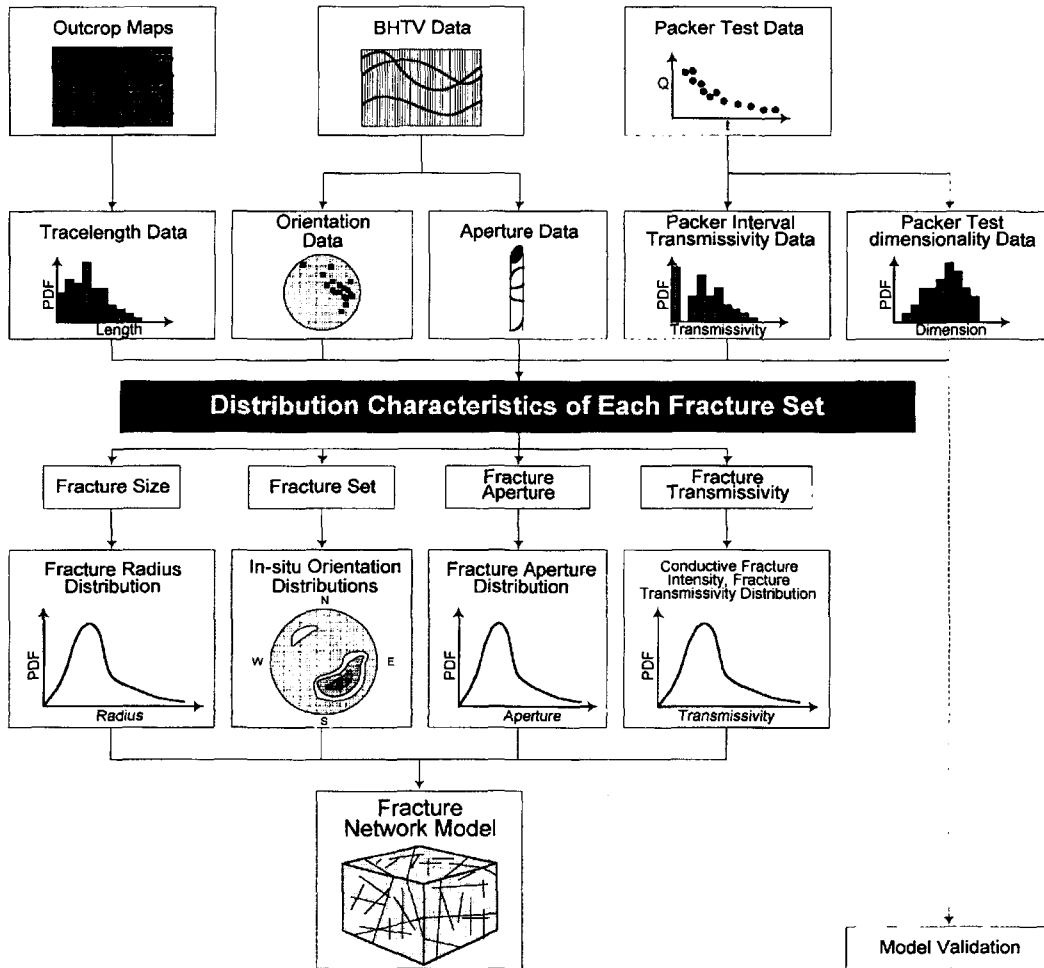 Outcrop Maps
BHTV Data
Packer Test Data
Q
t
Tracelength Data
PDF
Length
Orientation
Data
Aperture Data
Packer Interval
Transmissivity Data
PDF
Transmissivity
Packer Test
dimensionality Data
PDF
Dimension
Distribution Characteristics of Each Fracture Set
Fracture Size
Fracture Set
Fracture
Aperture
Fracture
Transmissivity
Fracture Radius
Distribution
PDF
Radius
In-situ Orientation
Distributions
N
W
E
S
Fracture Aperture
Distribution
PDF
Aperture
Conductive Fracture
Intensity, Fracture
Transmissivity Distribution
PDF
Transmissivity
Fracture
Network Model
Model Validation